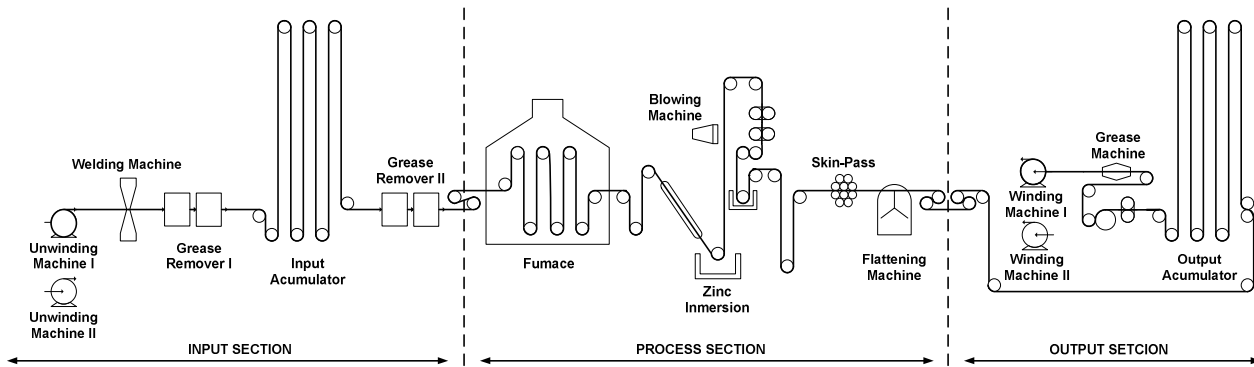 Welding Machine
Unwinding
Machine I
Unwinding
Machine II
Grease
Remover I
Input
Acumulator
Grease
Remover II
INPUT SECTION
Fumace
Blowing
Machine
Zinc
Inmersion
Skin-Pass
Flattening
Machine
PROCESS SECTION
Grease
Machine
Winding
Machine I
Winding
Machine II
Output
Acumulator
OUTPUT SETCION